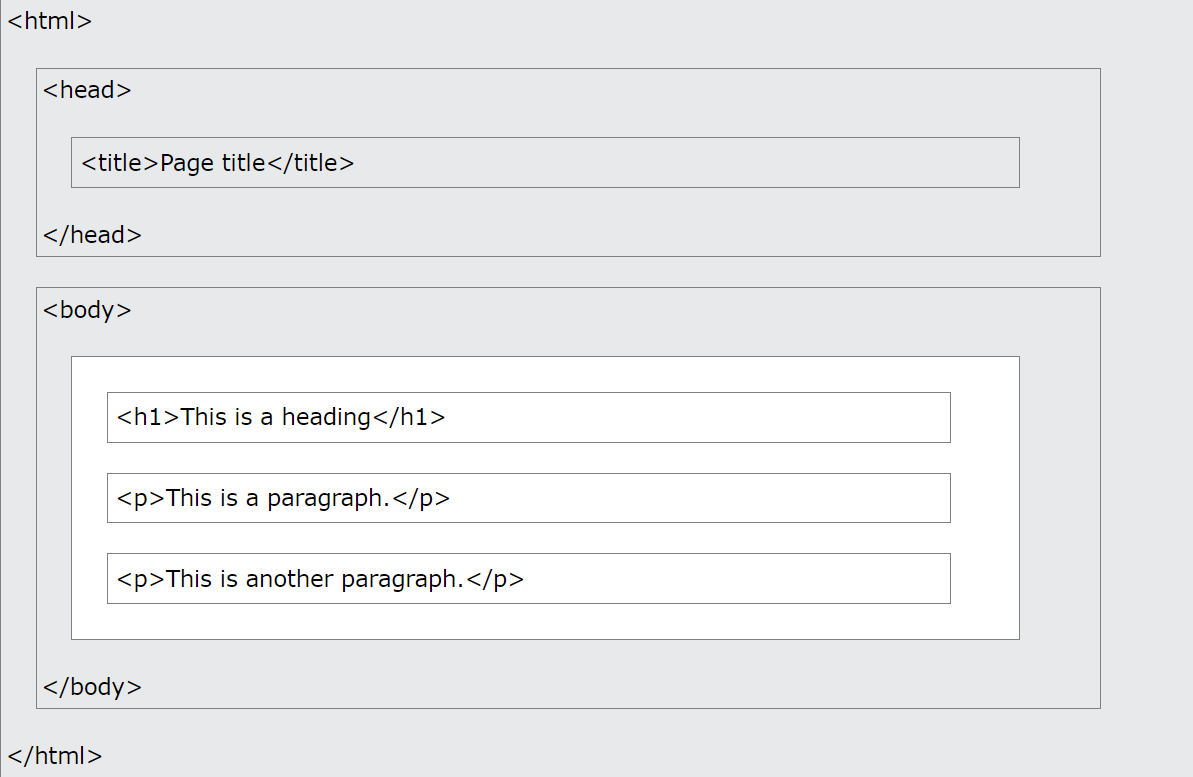 <html>
<head>
<title>Page title</title>
</head>
<body>
<h1>This is a heading</h1>
<p>This is a paragraph.</p>
<p>This is another paragraph.</p>
</body>
</html>